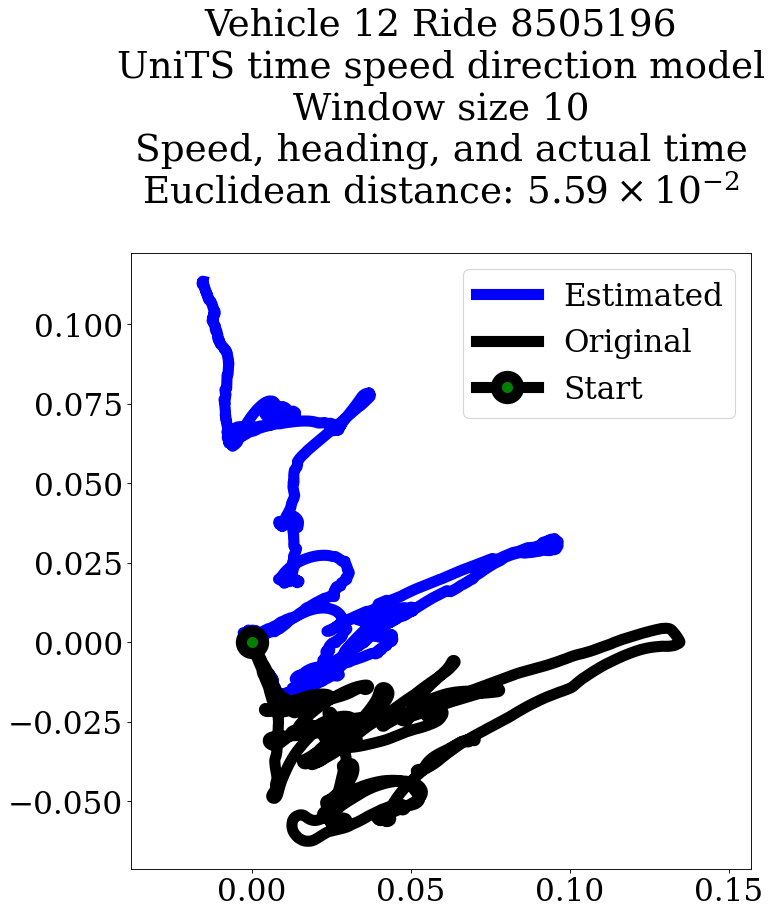 Vehicle 12 Ride 8505196
UniTS time speed direction model
Window size 10
Speed, heading, and actual time
Euclidean distance: 5.59 × 10⁻²
Estimated
Original
Start
0.100
0.075
0.050
0.025
0.000
−0.025
−0.050
0.00 0.05 0.10 0.15